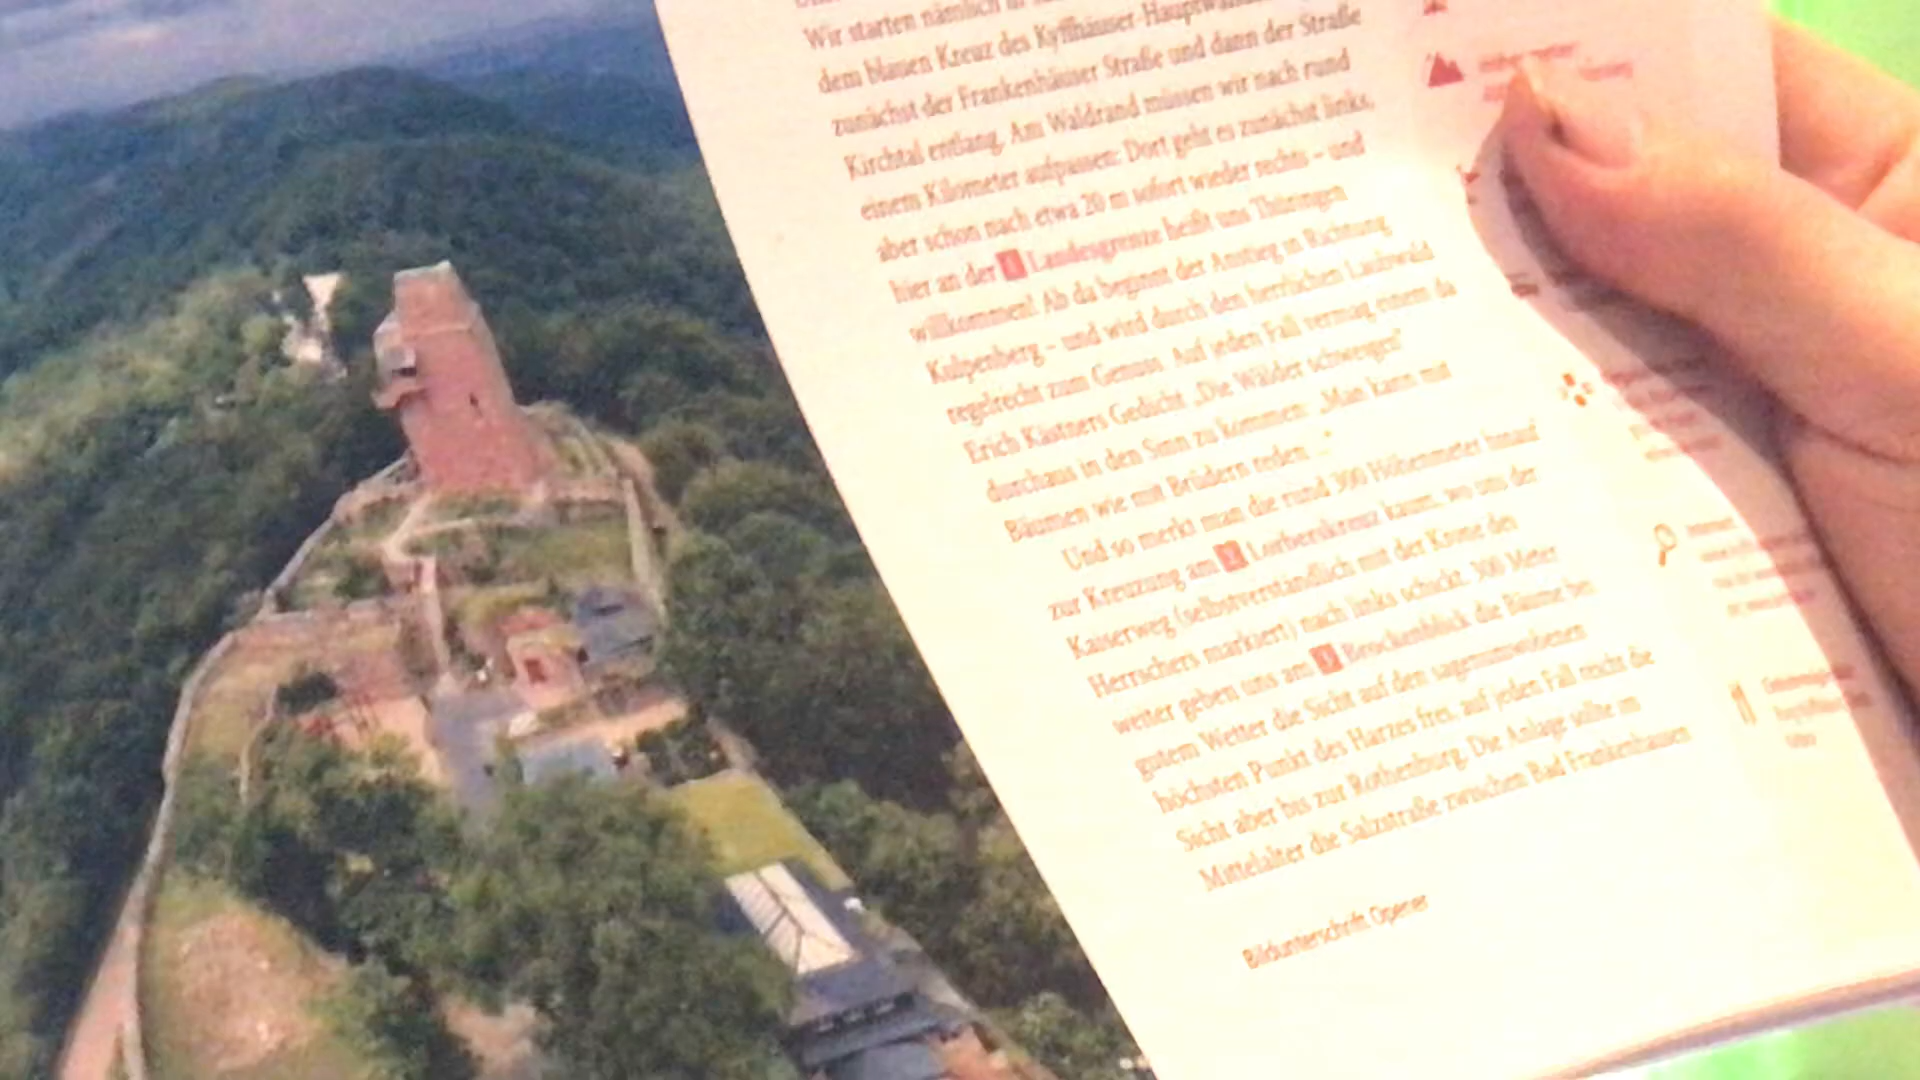 Wir starten nämlich in
dem blauen Kreuz des Kyffhäuser-Hauptwander
zunächst der Frankenhäuser Straße und dann der Straße
Kirchtal entlang. Am Waldrand müssen wir nach rund
einem Kilometer aufpassen: Dort geht es zunächst links,
aber schon nach etwa 20 m sofort wieder rechts – und
hier an der 1 Landesgrenze heißt uns Thüringen
willkommen! Ab da beginnt der Anstieg in Richtung
Kulpenberg – und wird durch den herrlichen Laubwald
regelrecht zum Genuss. Auf jeden Fall vermag einem da
Erich Kästners Gedicht „Die Wälder schweigen“
durchaus in den Sinn zu kommen: „Man kann mit
Bäumen wie mit Brüdern reden ...“
Und so merkt man die rund 300 Höhenmeter hinauf
zur Kreuzung am 2 Lorberskreuz kaum, wo uns der
Kaiserweg (selbstverständlich mit der Krone des
Herrschers markiert) nach links schickt. 300 Meter
weiter geben uns am 3 Brockenblick die Bäume bei
gutem Wetter die Sicht auf den sagenumwobenen
höchsten Punkt des Harzes frei, auf jeden Fall reicht die
Sicht aber bis zur Rothenburg. Die Anlage sollte im
Mittelalter die Salzstraße zwischen Bad Frankenhausen
Bildunterschrift Opener